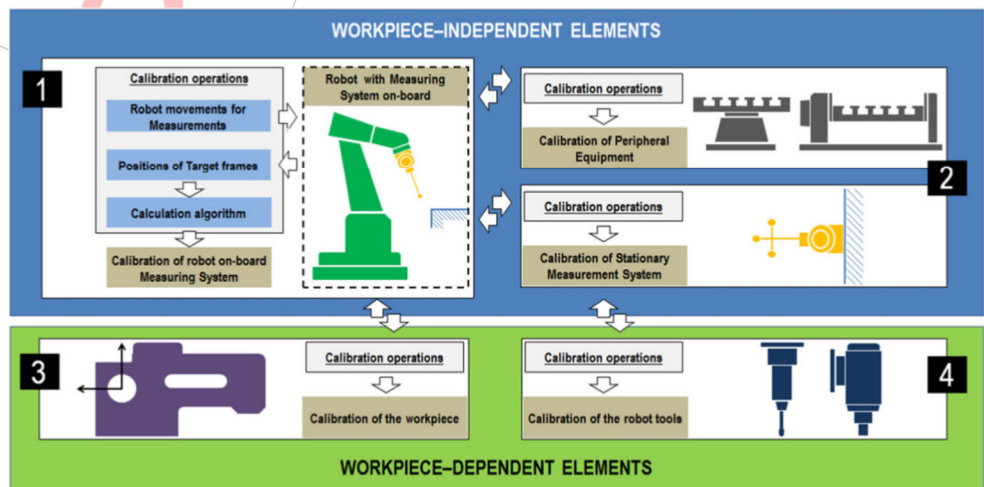 WORKPIECE–INDEPENDENT ELEMENTS
1
Calibration operations
Robot movements for
Measurements
Positions of Target frames
Calculation algorithm
Calibration of robot on-board
Measuring System
Robot with Measuring
System on-board
Calibration operations
Calibration of Peripheral
Equipment
2
Calibration operations
Calibration of Stationary
Measurement System
3
Calibration operations
Calibration of the workpiece
Calibration operations
Calibration of the robot tools
4
WORKPIECE–DEPENDENT ELEMENTS